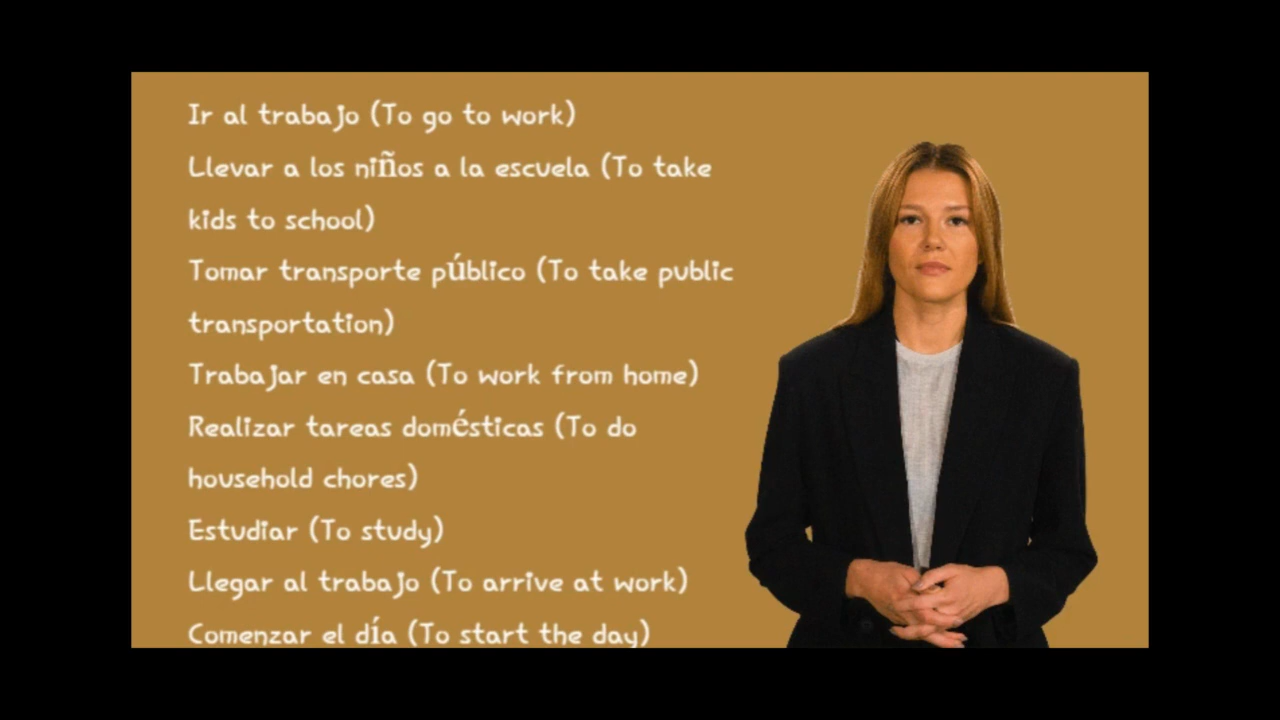 Ir al trabajo (To go to work)
Llevar a los niños a la escuela (To take
kids to school)
Tomar transporte público (To take public
transportation)
Trabajar en casa (To work from home)
Realizar tareas domésticas (To do
household chores)
Estudiar (To study)
Llegar al trabajo (To arrive at work)
Comenzar el día (To start the day)